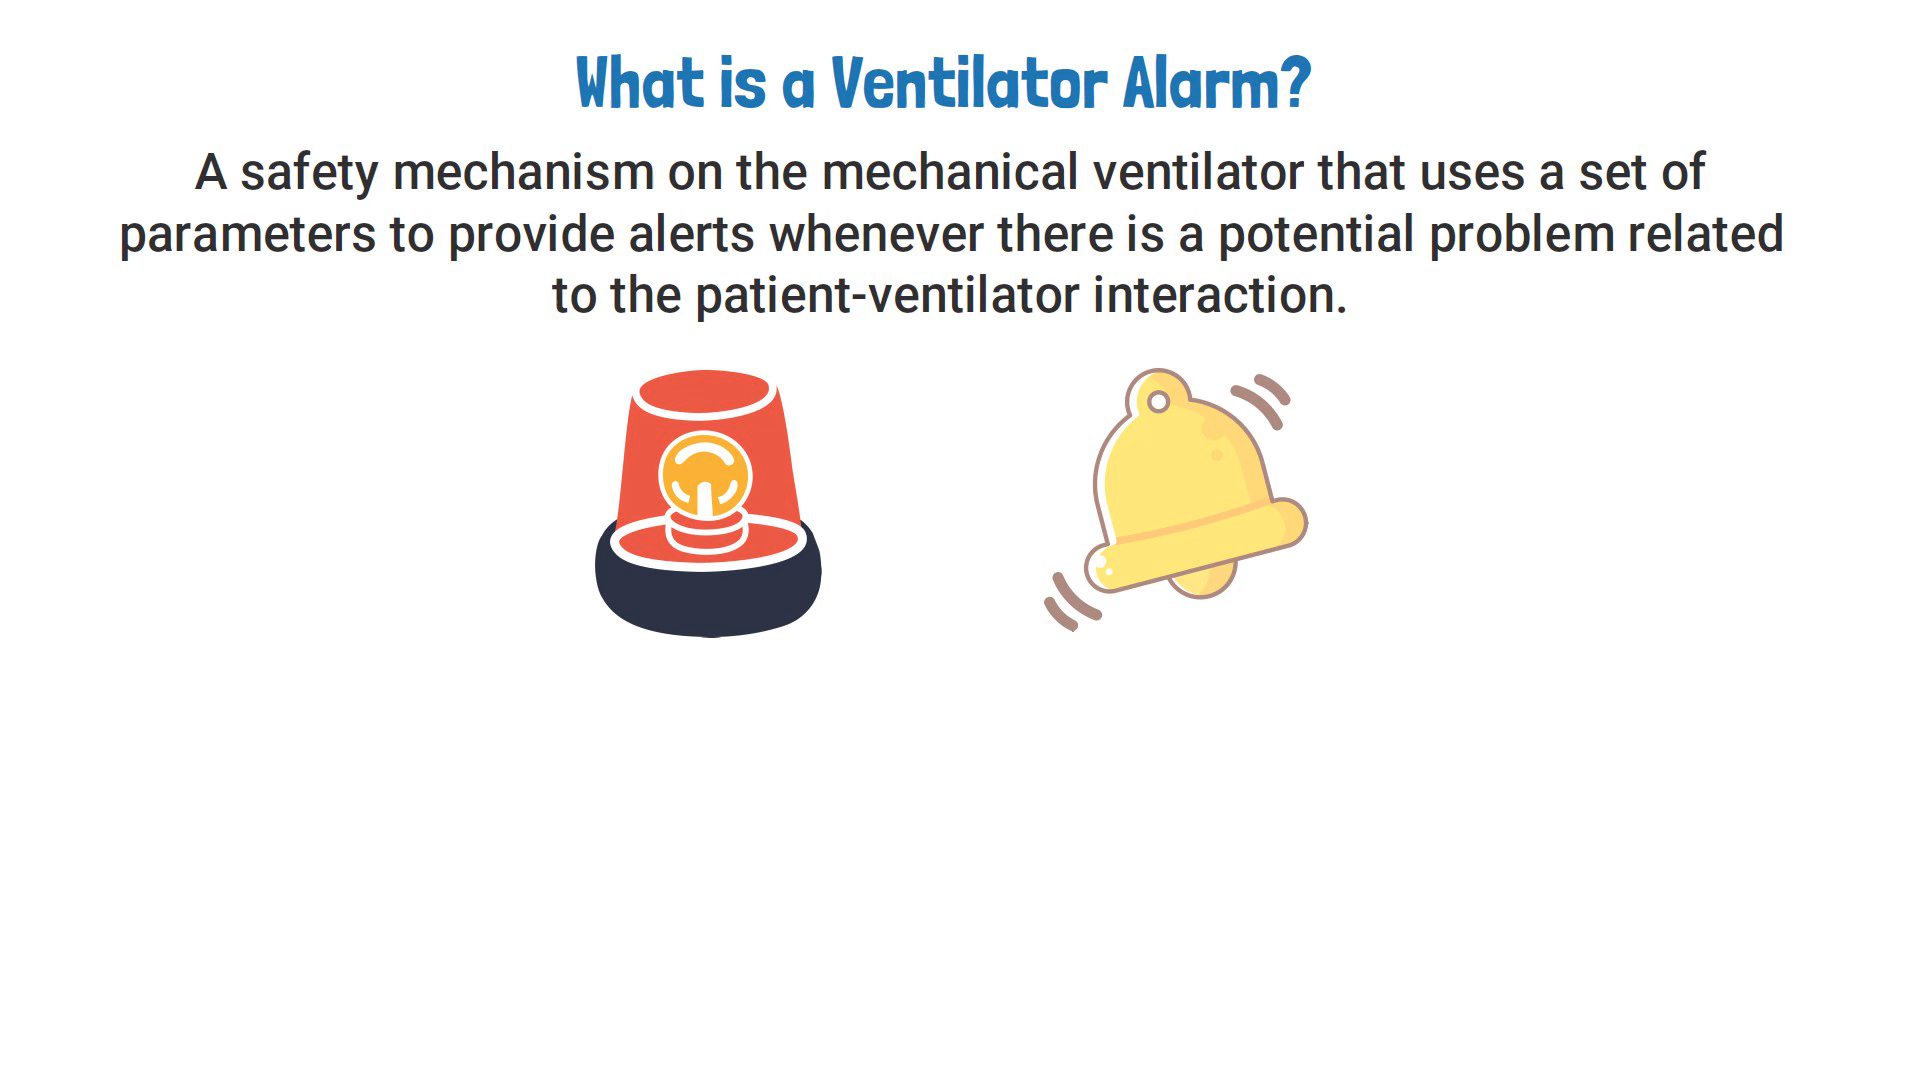 What is a Ventilator Alarm?
A safety mechanism on the mechanical ventilator that uses a set of
parameters to provide alerts whenever there is a potential problem related
to the patient-ventilator interaction.